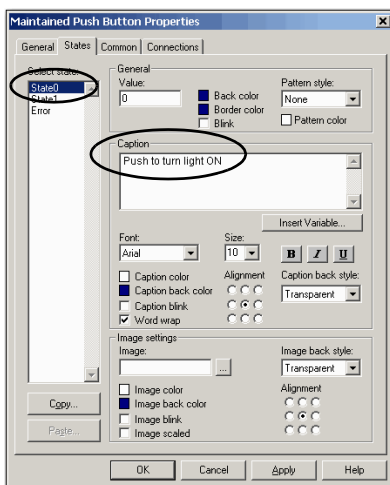 Maintained Push Button Properties
General States Common Connections
Select state:
State0
State1
Error
Copy...
Paste...
General
Value:
0
Back color
Border color
Blink
Pattern style:
None
Pattern color
Caption
Push to turn light ON
Insert Variable...
Font:
Arial
Size:
10
B I U
Caption color
Caption back color
Caption blink
Word wrap
Alignment
Caption back style:
Transparent
Image settings
Image:
...
Image back style:
Transparent
Image color
Image back color
Image blink
Image scaled
Alignment
OK Cancel Apply Help